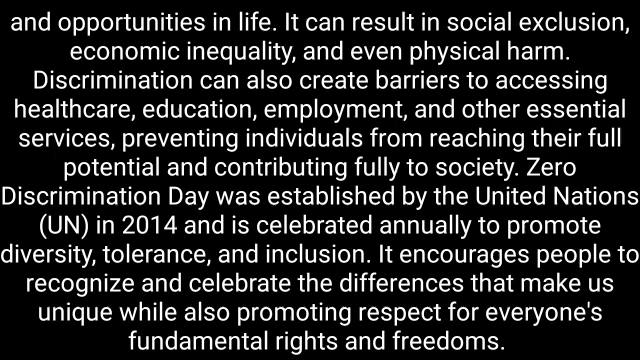 and opportunities in life. It can result in social exclusion,
economic inequality, and even physical harm.
Discrimination can also create barriers to accessing
healthcare, education, employment, and other essential
services, preventing individuals from reaching their full
potential and contributing fully to society. Zero
Discrimination Day was established by the United Nations
(UN) in 2014 and is celebrated annually to promote
diversity, tolerance, and inclusion. It encourages people to
recognize and celebrate the differences that make us
unique while also promoting respect for everyone's
fundamental rights and freedoms.